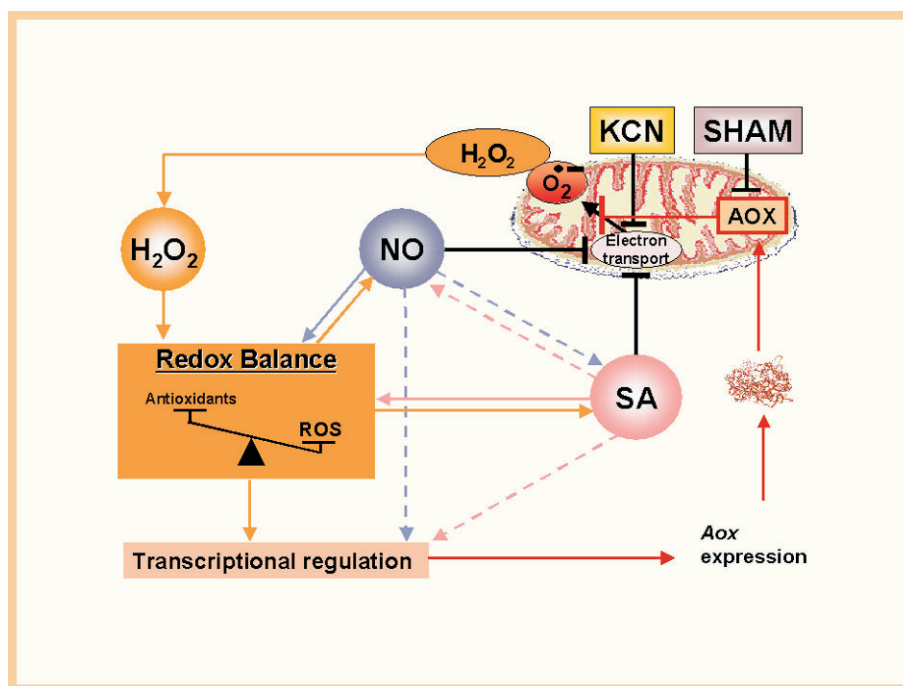 KCN
SHAM
H₂O₂
O₂•−
AOX
Electron
transport
H₂O₂
NO
Redox Balance
Antioxidants
ROS
SA
Transcriptional regulation
Aox
expression